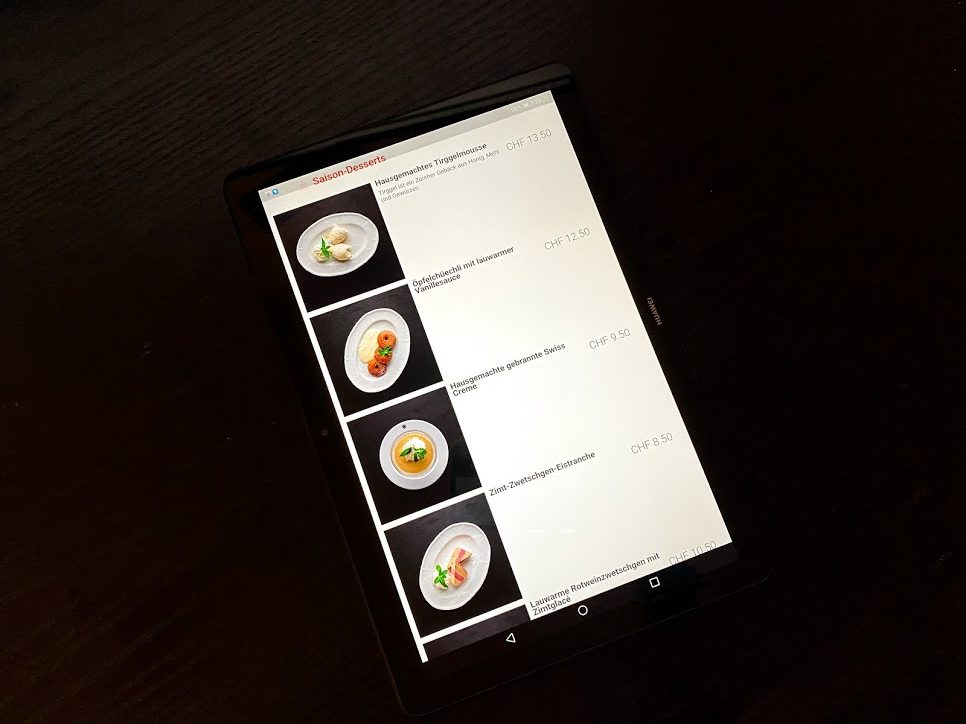 Saison-Desserts
Hausgemachtes Tirggelmousse
CHF 13.50
Tirggel ist ein Zürcher Gebäck aus Honig, Mehl
und Gewürzen
Öpfelchüechli mit lauwarmer
Vanillesauce
CHF 12.50
Hausgemachte gebrannte Swiss
Creme
CHF 9.50
Zimt-Zwetschgen-Eistranche
CHF 8.50
Lauwarme Rotweinzwetschgen mit
Zimtglacé
CHF 10.50
HUAWEI